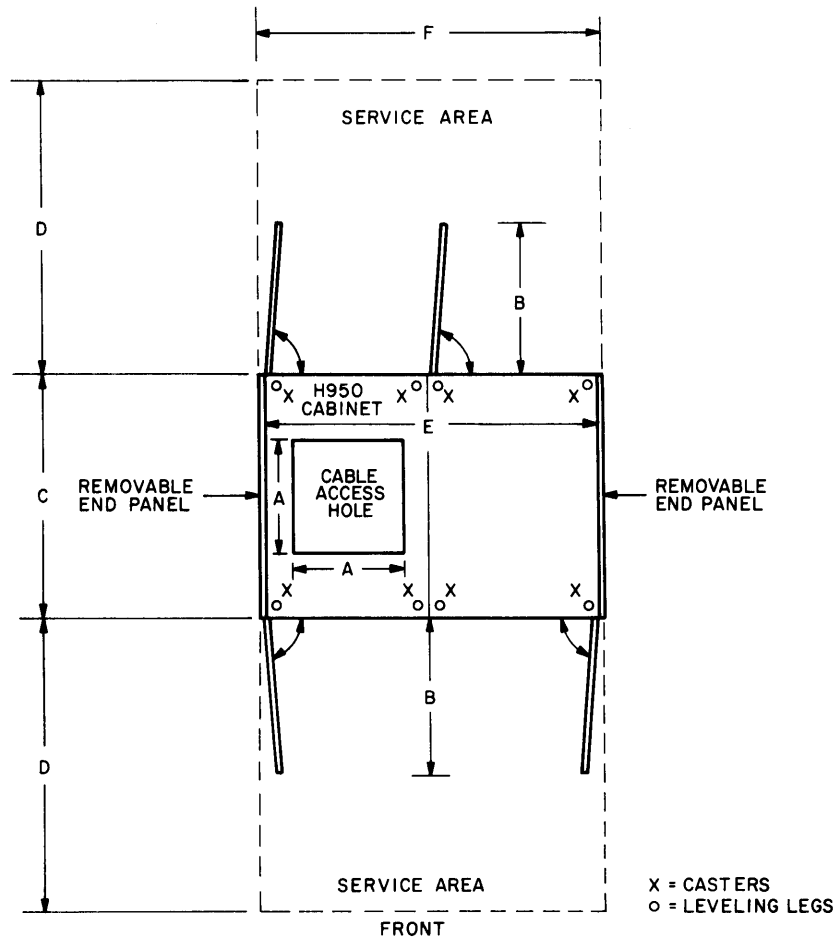 F
SERVICE AREA
D
B
H950
CABINET
X X X X
E
C
REMOVABLE
END PANEL
A
CABLE
ACCESS
HOLE
REMOVABLE
END PANEL
A
X X X X
B
D
SERVICE AREA
X = CASTERS
O = LEVELING LEGS
FRONT